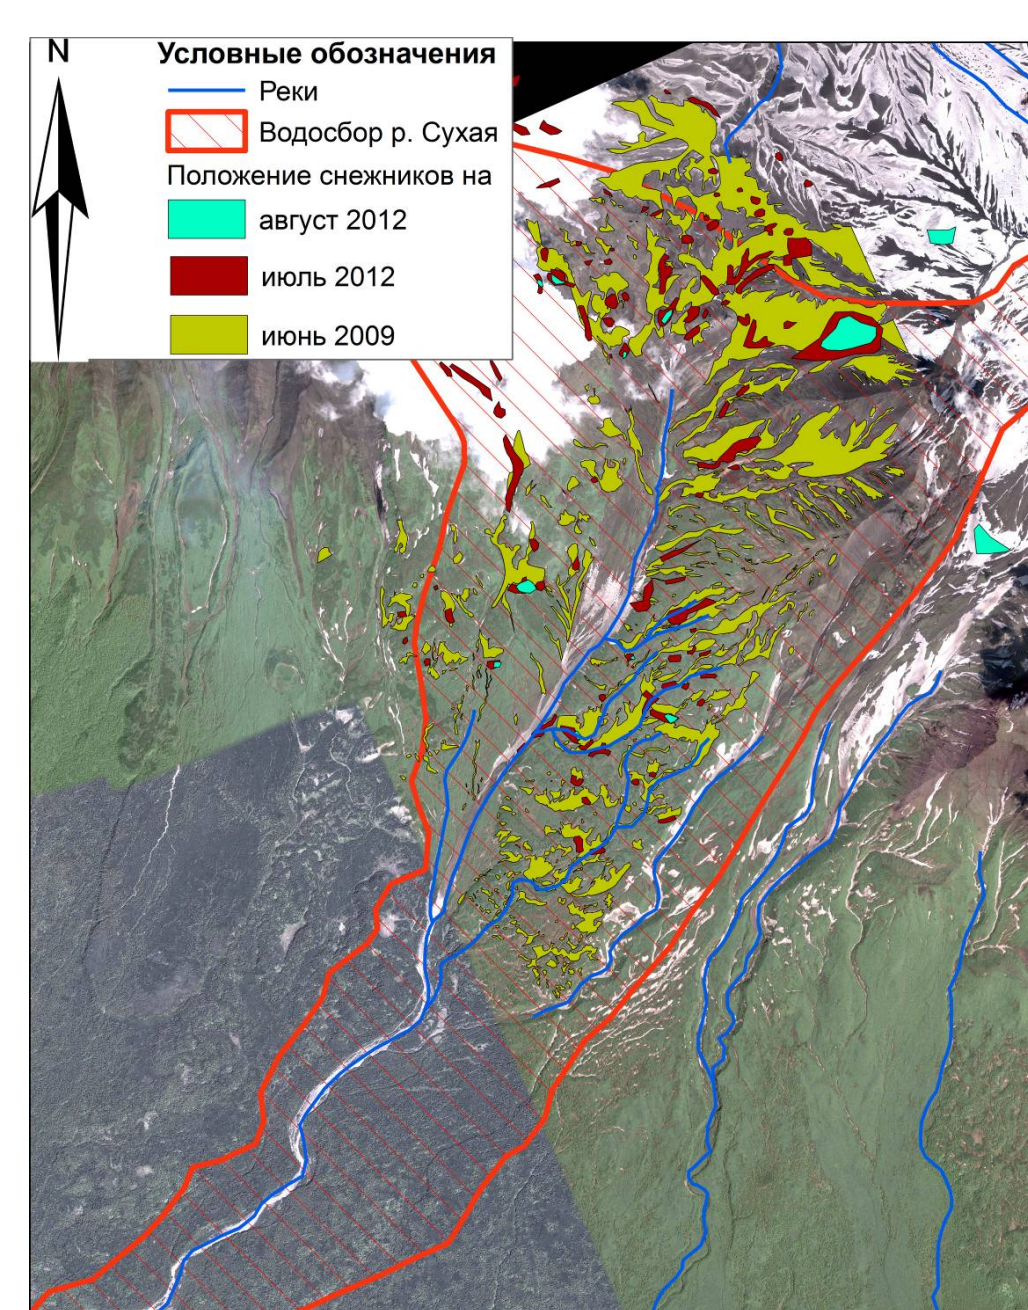 N
Условные обозначения
Реки
Водосбор р. Сухая
Положение снежников на
август 2012
июль 2012
июнь 2009